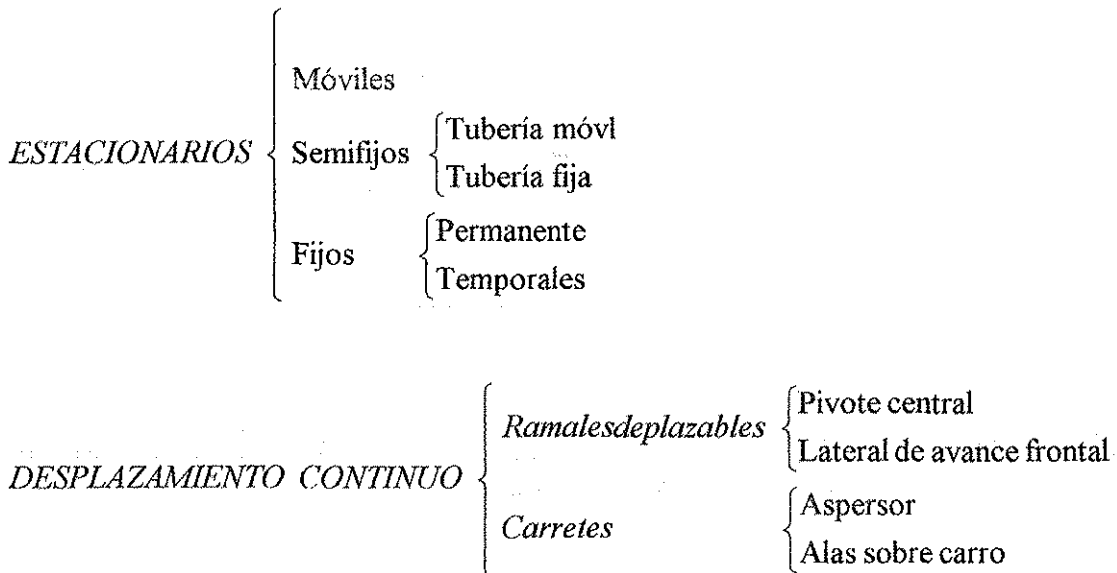 ESTACIONARIOS
Móviles
Semifijos
Tubería móvl
Tubería fija
Fijos
Permanente
Temporales
DESPLAZAMIENTO CONTINUO
Ramalesdeplazables
Pivote central
Lateral de avance frontal
Carretes
Aspersor
Alas sobre carro